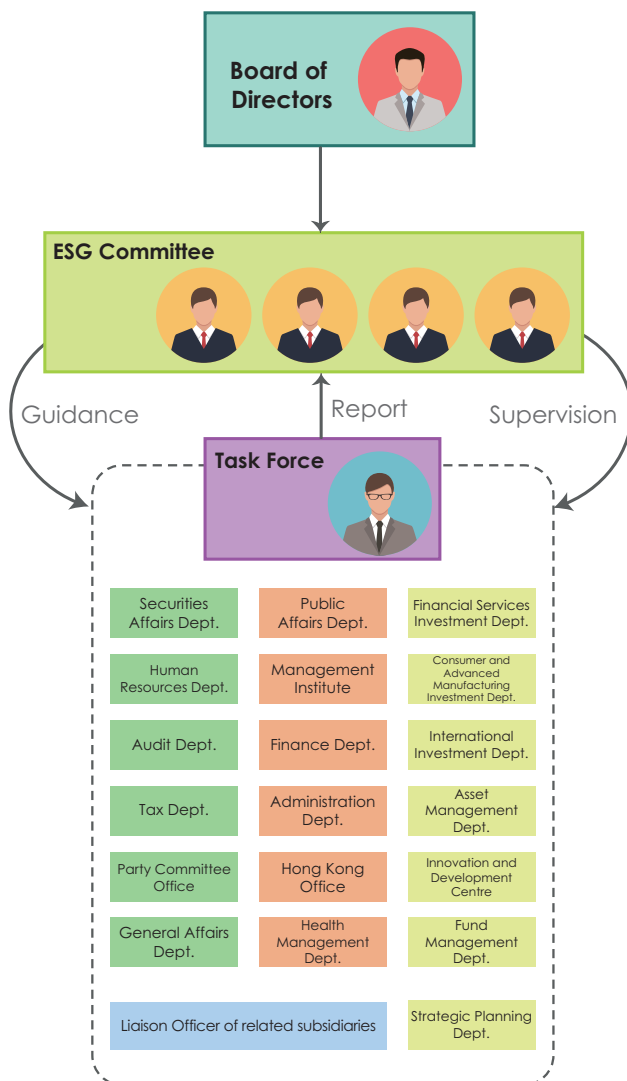 Board of
Directors
ESG Committee
Guidance
Report
Supervision
Task Force
Securities
Affairs Dept.
Public
Affairs Dept.
Financial Services
Investment Dept.
Human
Resources Dept.
Management
Institute
Consumer and
Advanced
Manufacturing
Investment Dept.
Audit Dept.
Finance Dept.
International
Investment Dept.
Tax Dept.
Administration
Dept.
Asset
Management
Dept.
Party Committee
Office
Hong Kong
Office
Innovation and
Development
Centre
General Affairs
Dept.
Health
Management
Dept.
Fund
Management
Dept.
Liaison Officer of related subsidiaries
Strategic Planning
Dept.